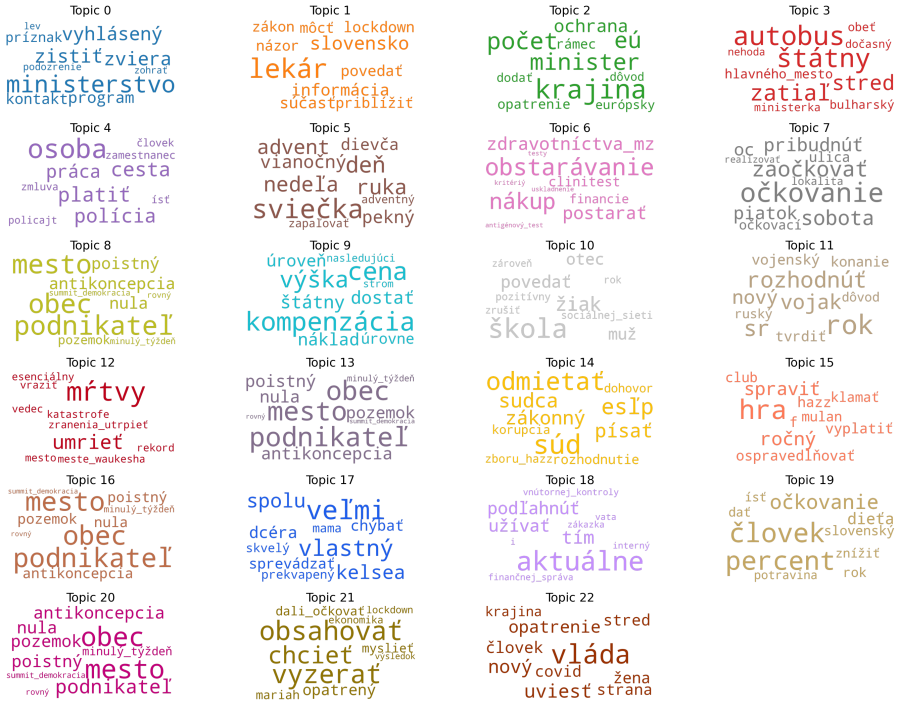 Topic 0
lev
príznak vyhlásený
zistiť zviera
podozrenie zohrať
ministerstvo
kontakt program
Topic 1
zákon môcť lockdown
názor slovensko
lekár povedať
informácia
súčasť priblížiť
Topic 2
ochrana
počet rámec eú
minister
dodať dôvod
krajina
opatrenie európsky
Topic 3
autobus obeť
dočasný
nehoda štátny
hlavného_mesto stred
zatiaľ
ministerka bulharský
Topic 4
osoba človek
zamestnanec
práca cesta
zmluva platiť ísť
policajt polícia
Topic 5
advent dievča
vianočný deň
nedeľa ruka
adventný
sviečka pekný
zapaľovať
Topic 6
zdravotníctva_mz
testy
obstarávanie
kritérií clinitest
uskladnenie
nákup financie
postarať
antigénový_test
Topic 7
oc pribudnúť
realizovať ulica
zaočkovať
lokalita
očkovanie
piatok sobota
očkovací
Topic 8
mesto poistný
antikoncepcia
summit_demokracia rovný
obec nula
podnikateľ
pozemok minulý_týždeň
Topic 9
úroveň nasledujúci
výška cena
strom
štátny dostať
kompenzácia
náklad úrovne
Topic 10
zároveň otec
povedať rok
pozitívny žiak
zrušiť sociálnej_sieti
škola muž
Topic 11
vojenský konanie
rozhodnúť
nový vojak dôvod
ruský
sr tvrdiť rok
Topic 12
esenciálny
vraziť mŕtvy
vedec katastrofe
zranenia_utrpieť
umrieť rekord
mesto meste_waukesha
Topic 13
poistný minulý_týždeň
obec
mesto pozemok
rovný summit_demokracia
podnikateľ
antikoncepcia
Topic 14
odmietať dohovor
sudca esľp
zákonný
korupcia súd písať
zboru_hazz rozhodnutie
Topic 15
club spraviť
hra hazz klamať
f mulan
ročný vyplatiť
ospravedlňovať
Topic 16
summit_demokracia
mesto poistný
minulý_týždeň
pozemok nula
rovný obec
podnikateľ
antikoncepcia
Topic 17
spolu veľmi
dcéra mama chýbať
skvelý vlastný
sprevádzať
prekvapený kelsea
Topic 18
vnútornej_kontroly
podľahnúť vata
užívať tím zákazka
i interný
aktuálne
finančnej_správa
Topic 19
ísť očkovanie
dať dieťa
človek slovenský
percent znížiť
potravina rok
Topic 20
antikoncepcia
nula obec
pozemok
minulý_týždeň
poistný mesto
summit_demokracia
rovný podnikateľ
Topic 21
dali_očkovať lockdown
ekonomika
obsahovať
chcieť myslieť
výsledok
vyzerať
mariah opatrený
Topic 22
krajina
opatrenie stred
človek vláda
nový covid žena
uviesť strana